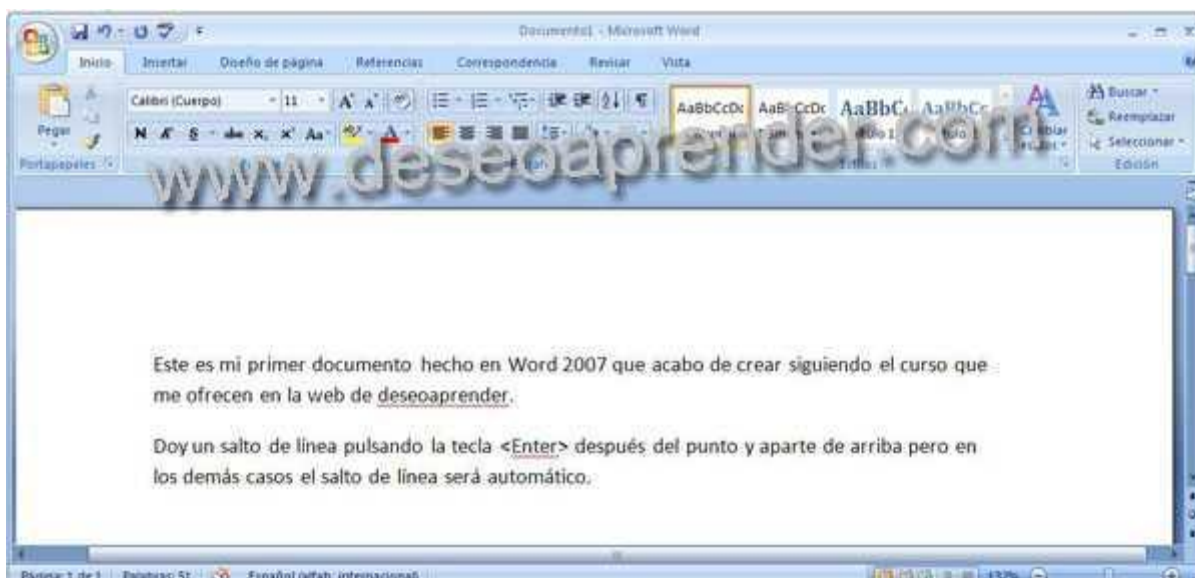 Documento1 - Microsoft Word
Inicio Insertar Diseño de página Referencias Correspondencia Revisar Vista
Calibri (Cuerpo) 11
AaBbCcDc AaBbCcDc AaBbC AaBbCc
Buscar
Reemplazar
Seleccionar
Pegar
N K S abe x, x' Aa
Portapapeles
Edición
www.deseoaprender.com
Este es mi primer documento hecho en Word 2007 que acabo de crear siguiendo el curso que
me ofrecen en la web de deseoaprender.
Doy un salto de línea pulsando la tecla <Enter> después del punto y aparte de arriba pero en
los demás casos el salto de línea será automático.
Página: 1 de 1 Palabras: 51 Español (alfab. internacional) 132%